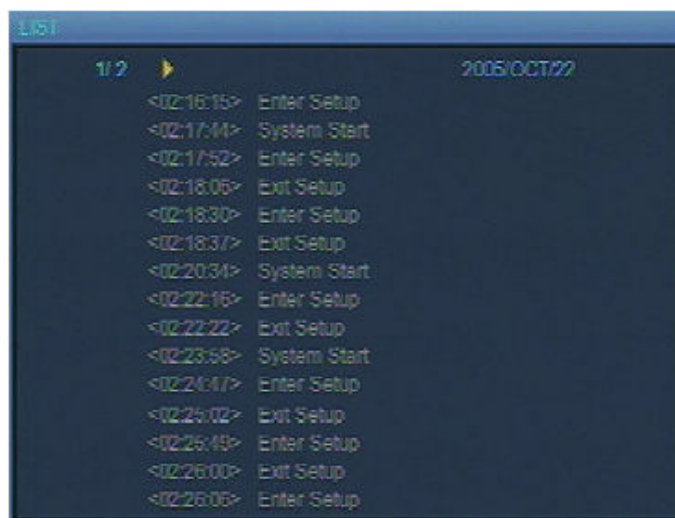 LIST
1/2 2005/OCT/22
<02:16:15> Enter Setup
<02:17:44> System Start
<02:17:52> Enter Setup
<02:18:06> Exit Setup
<02:18:30> Enter Setup
<02:18:37> Exit Setup
<02:20:34> System Start
<02:22:16> Enter Setup
<02:22:22> Exit Setup
<02:23:58> System Start
<02:24:47> Enter Setup
<02:25:02> Exit Setup
<02:25:49> Enter Setup
<02:26:00> Exit Setup
<02:26:06> Enter Setup